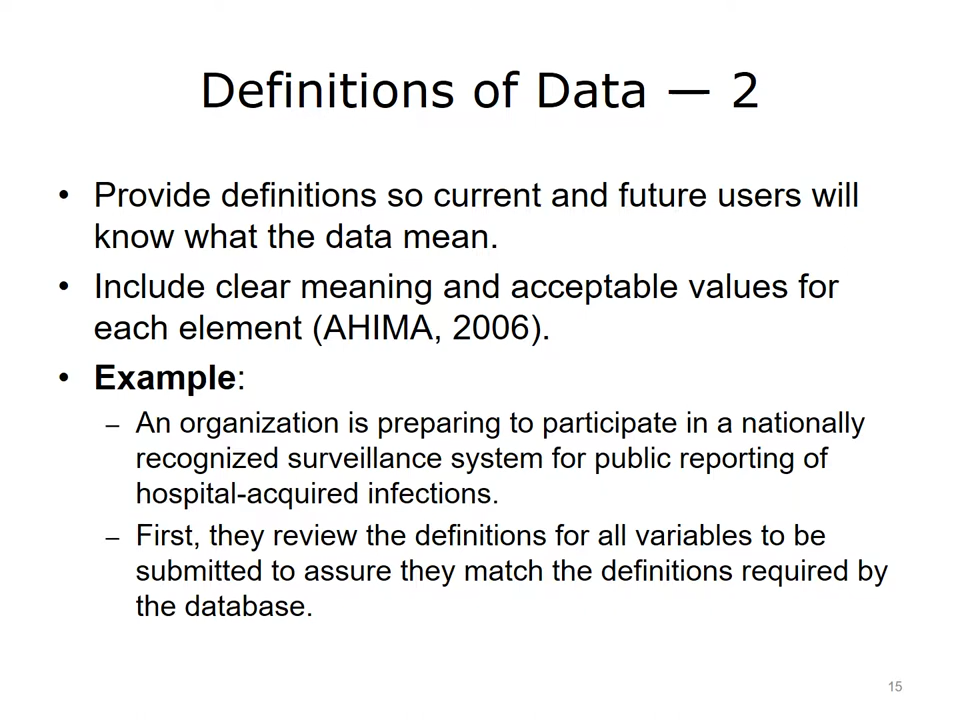 Definitions of Data — 2
• Provide definitions so current and future users will
know what the data mean.
• Include clear meaning and acceptable values for
each element (AHIMA, 2006).
• Example:
– An organization is preparing to participate in a nationally
recognized surveillance system for public reporting of
hospital-acquired infections.
– First, they review the definitions for all variables to be
submitted to assure they match the definitions required by
the database.
15